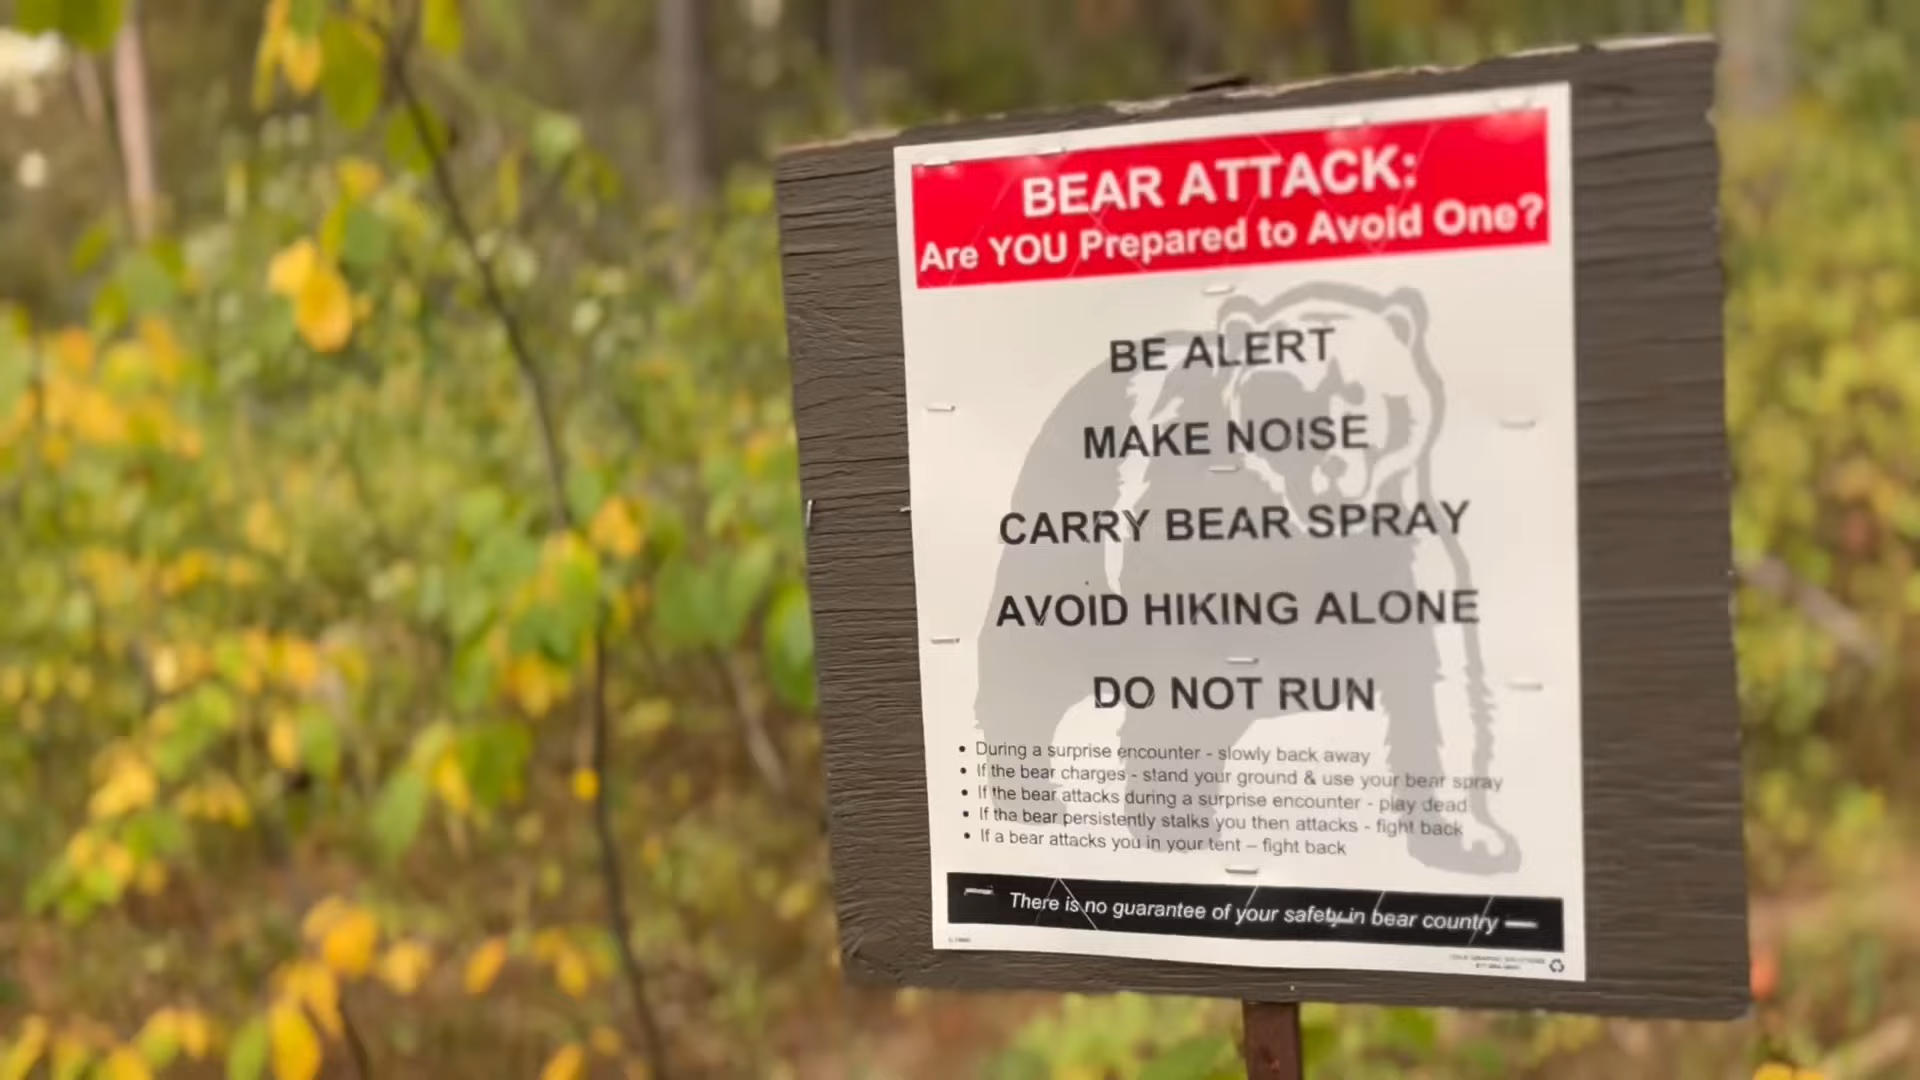 BEAR ATTACK:
Are YOU Prepared to Avoid One?
BE ALERT
MAKE NOISE
CARRY BEAR SPRAY
AVOID HIKING ALONE
DO NOT RUN
• During a surprise encounter - slowly back away
• If the bear charges - stand your ground & use your bear spray
• If the bear attacks during a surprise encounter - play dead
• If the bear persistently stalks you then attacks - fight back
• If a bear attacks you in your tent – fight back
There is no guarantee of your safety in bear country